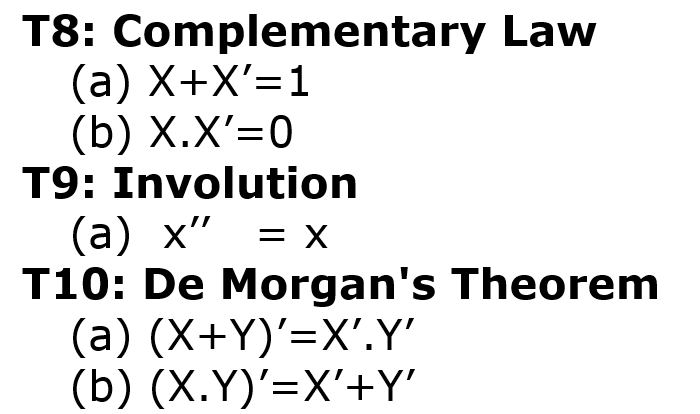 T8: Complementary Law
(a) X+X′=1
(b) X.X′=0
T9: Involution
(a) x′′ = x
T10: De Morgan's Theorem
(a) (X+Y)′=X′.Y′
(b) (X.Y)′=X′+Y′